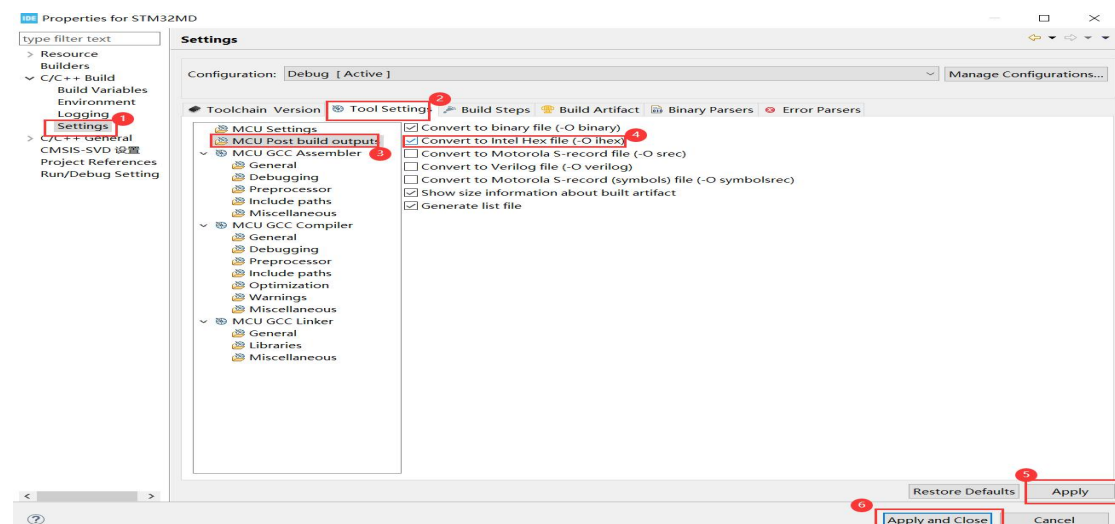 IDE Properties for STM32MD
type filter text
Settings
> Resource
Builders
C/C++ Build
Build Variables
Environment
Logging
Settings
1
> C/C++ General
CMSIS-SVD 设置
Project References
Run/Debug Setting
Configuration: Debug [ Active ]
Manage Configurations...
2
Toolchain Version Tool Settings Build Steps Build Artifact Binary Parsers Error Parsers
MCU Settings
MCU Post build outputs
3
MCU GCC Assembler
General
Debugging
Preprocessor
Include paths
Miscellaneous
MCU GCC Compiler
General
Debugging
Preprocessor
Include paths
Optimization
Warnings
Miscellaneous
MCU GCC Linker
General
Libraries
Miscellaneous
Convert to binary file (-O binary)
4
Convert to Intel Hex file (-O ihex)
Convert to Motorola S-record file (-O srec)
Convert to Verilog file (-O verilog)
Convert to Motorola S-record (symbols) file (-O symbolsrec)
Show size information about built artifact
Generate list file
5
Restore Defaults Apply
6
? Apply and Close Cancel